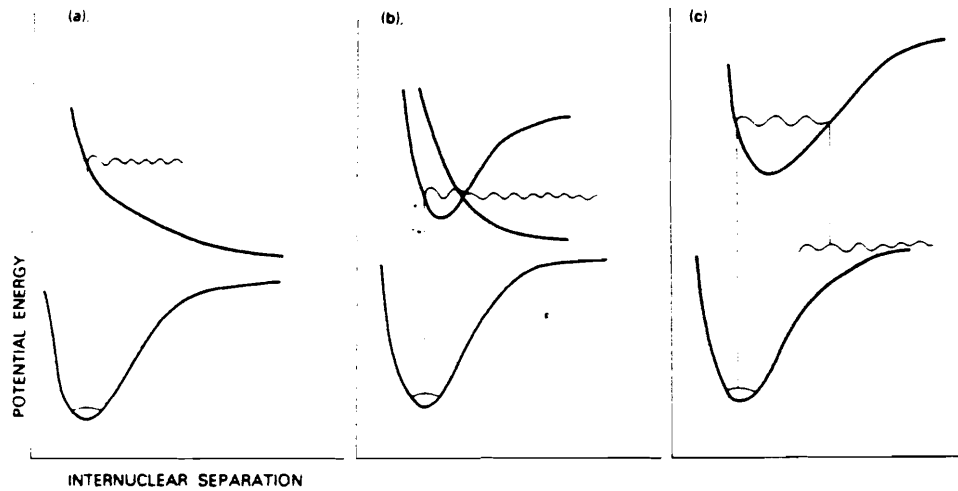 (a).
(b).
(c)
POTENTIAL ENERGY
INTERNUCLEAR SEPARATION